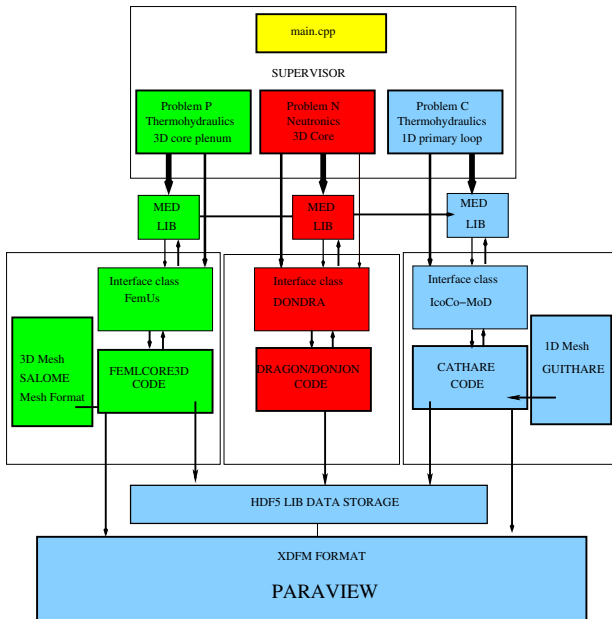 main.cpp
SUPERVISOR
Problem P
Thermohydraulics
3D core plenum
Problem N
Neutronics
3D Core
Problem C
Thermohydraulics
1D primary loop
MED
LIB
MED
LIB
MED
LIB
Interface class
FemUs
Interface class
DONDRA
Interface class
IcoCo-MoD
3D Mesh
SALOME
Mesh Format
FEMLCORE3D
CODE
DRAGON/DONJON
CODE
CATHARE
CODE
1D Mesh
GUITHARE
HDF5 LIB DATA STORAGE
XDFM FORMAT
PARAVIEW